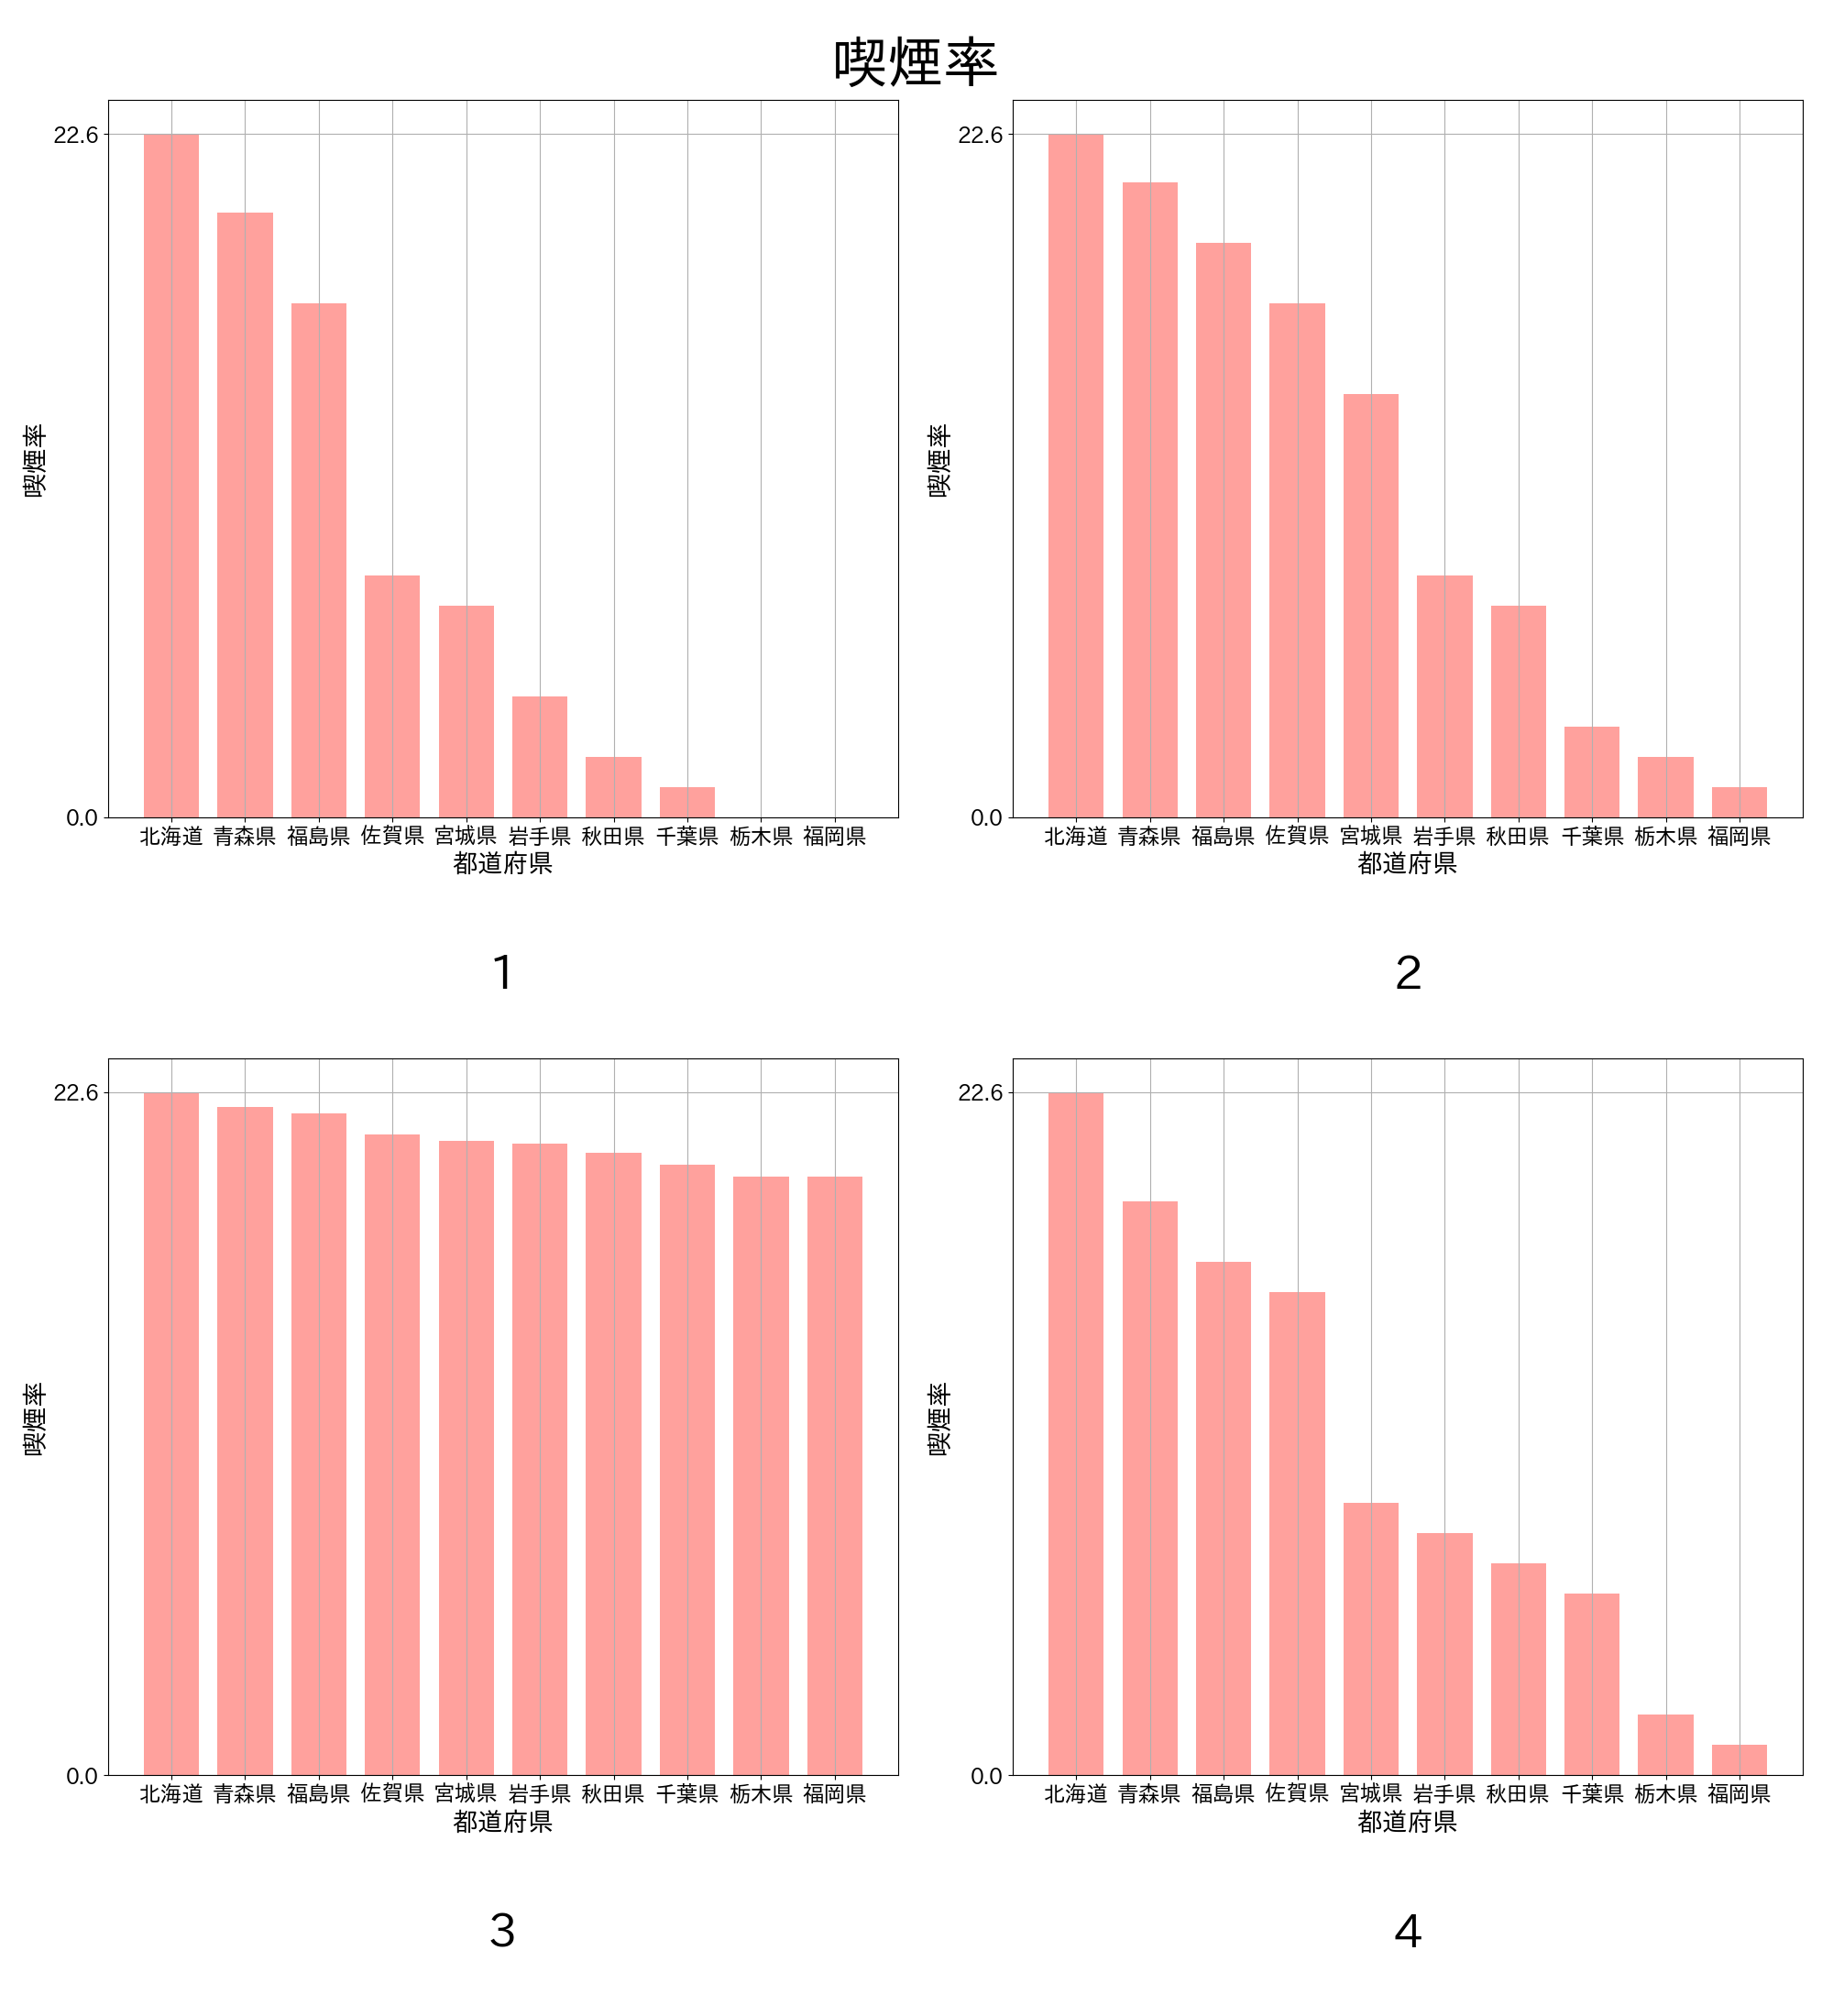 喫煙率
22.6
喫煙率
0.0
北海道 青森県 福島県 佐賀県 宮城県 岩手県 秋田県 千葉県 栃木県 福岡県
都道府県
1
22.6
喫煙率
0.0
北海道 青森県 福島県 佐賀県 宮城県 岩手県 秋田県 千葉県 栃木県 福岡県
都道府県
2
22.6
喫煙率
0.0
北海道 青森県 福島県 佐賀県 宮城県 岩手県 秋田県 千葉県 栃木県 福岡県
都道府県
3
22.6
喫煙率
0.0
北海道 青森県 福島県 佐賀県 宮城県 岩手県 秋田県 千葉県 栃木県 福岡県
都道府県
4